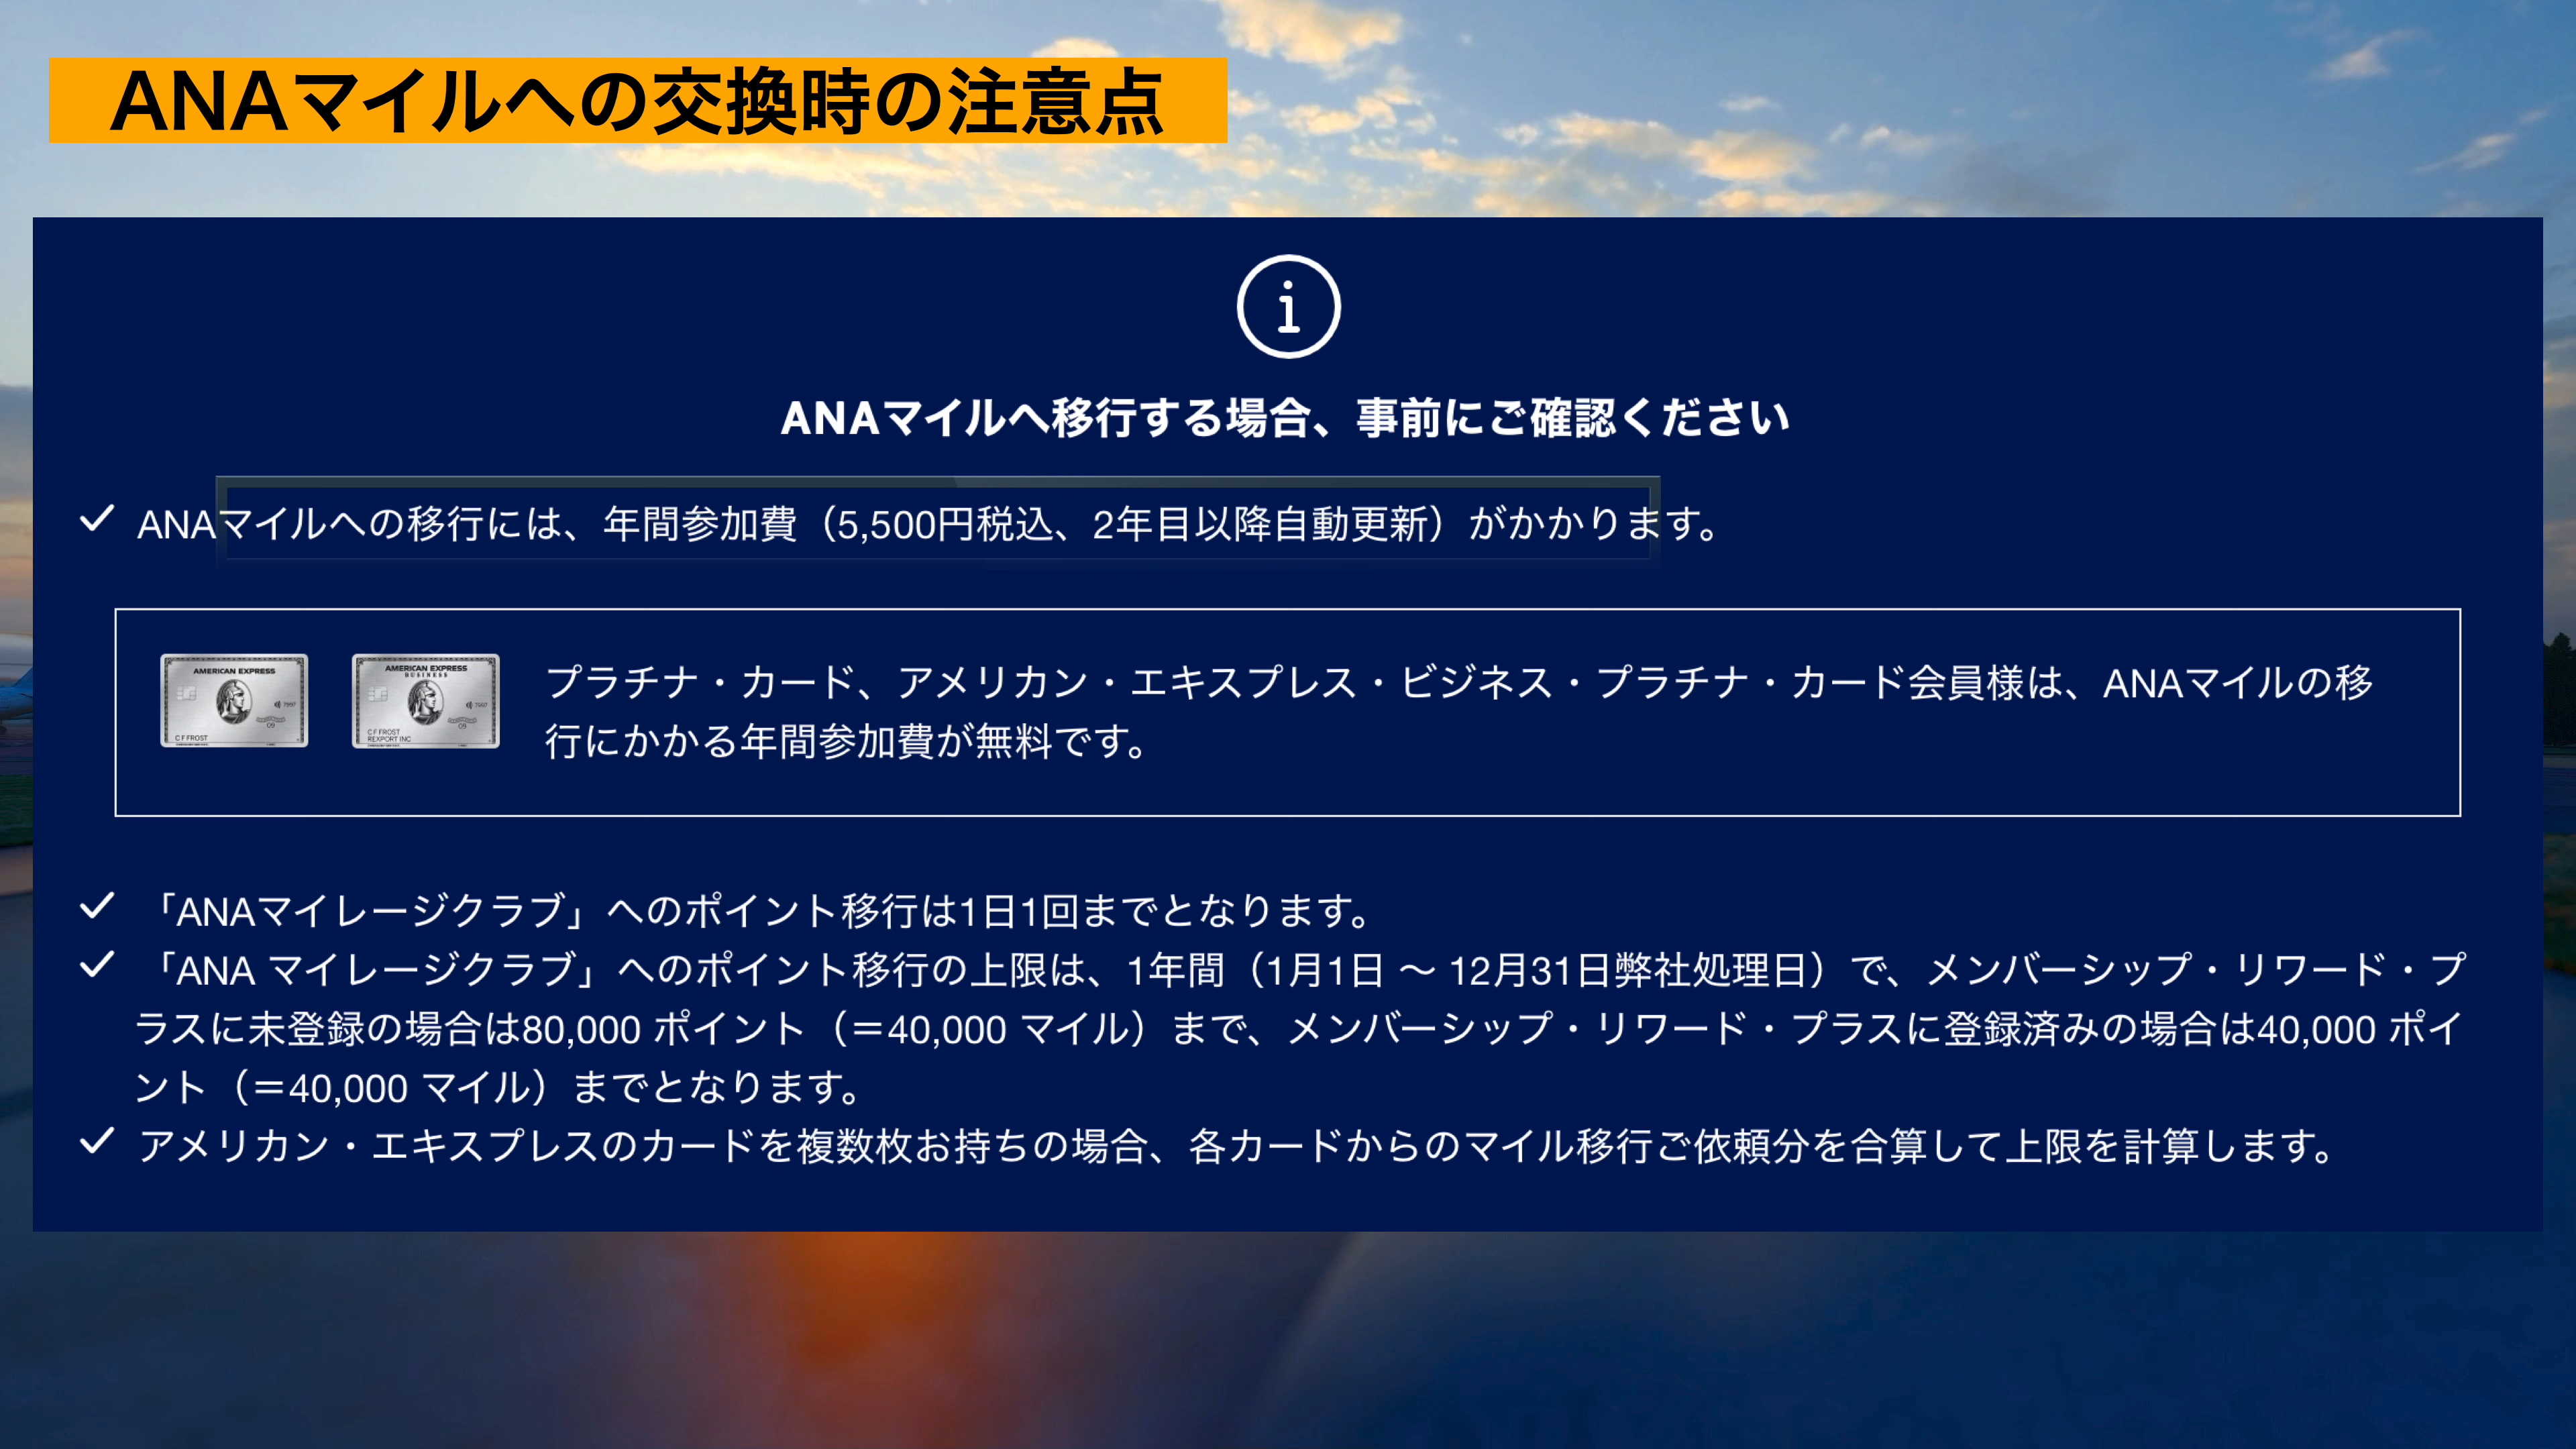 ANAマイルへの交換時の注意点
ANAマイルへ移行する場合、事前にご確認ください
ANAマイルへの移行には、年間参加費（5,500円税込、2年目以降自動更新）がかかります。
AMERICAN EXPRESS
7997
09
C F FROST
AMERICAN EXPRESS
BUSINESS
7997
09
C F FROST
REXPORT INC
プラチナ・カード、アメリカン・エキスプレス・ビジネス・プラチナ・カード会員様は、ANAマイルの移
行にかかる年間参加費が無料です。
「ANAマイレージクラブ」へのポイント移行は1日1回までとなります。
「ANA マイレージクラブ」へのポイント移行の上限は、1年間（1月1日 〜 12月31日弊社処理日）で、メンバーシップ・リワード・プ
ラスに未登録の場合は80,000 ポイント（＝40,000 マイル）まで、メンバーシップ・リワード・プラスに登録済みの場合は40,000 ポイ
ント（＝40,000 マイル）までとなります。
アメリカン・エキスプレスのカードを複数枚お持ちの場合、各カードからのマイル移行ご依頼分を合算して上限を計算します。